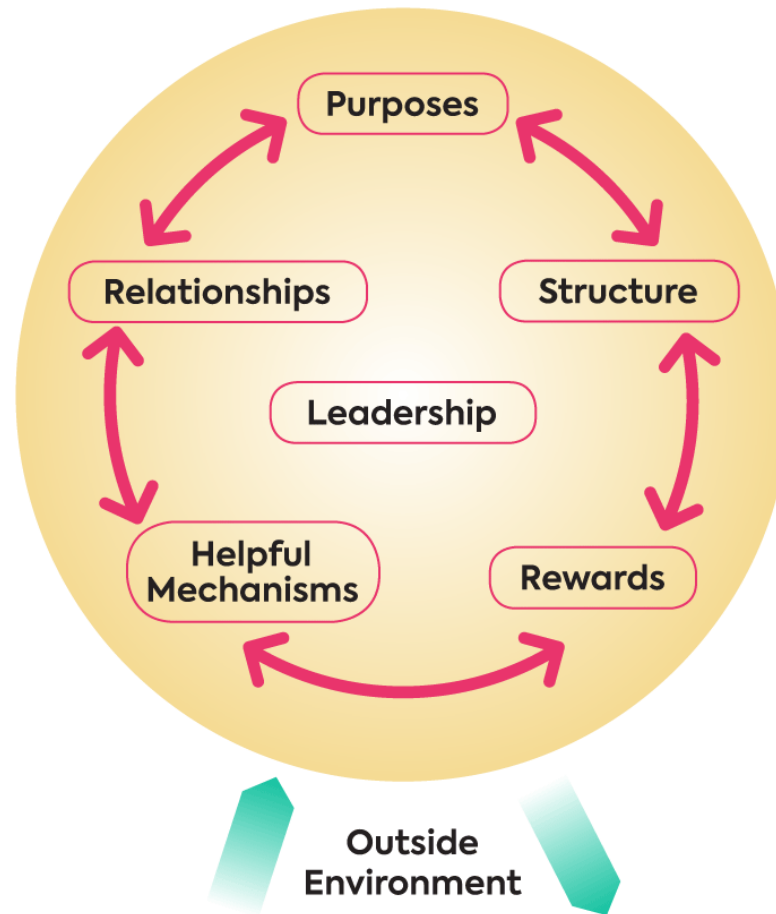 Purposes
Relationships
Structure
Leadership
Helpful
Mechanisms
Rewards
Outside
Environment